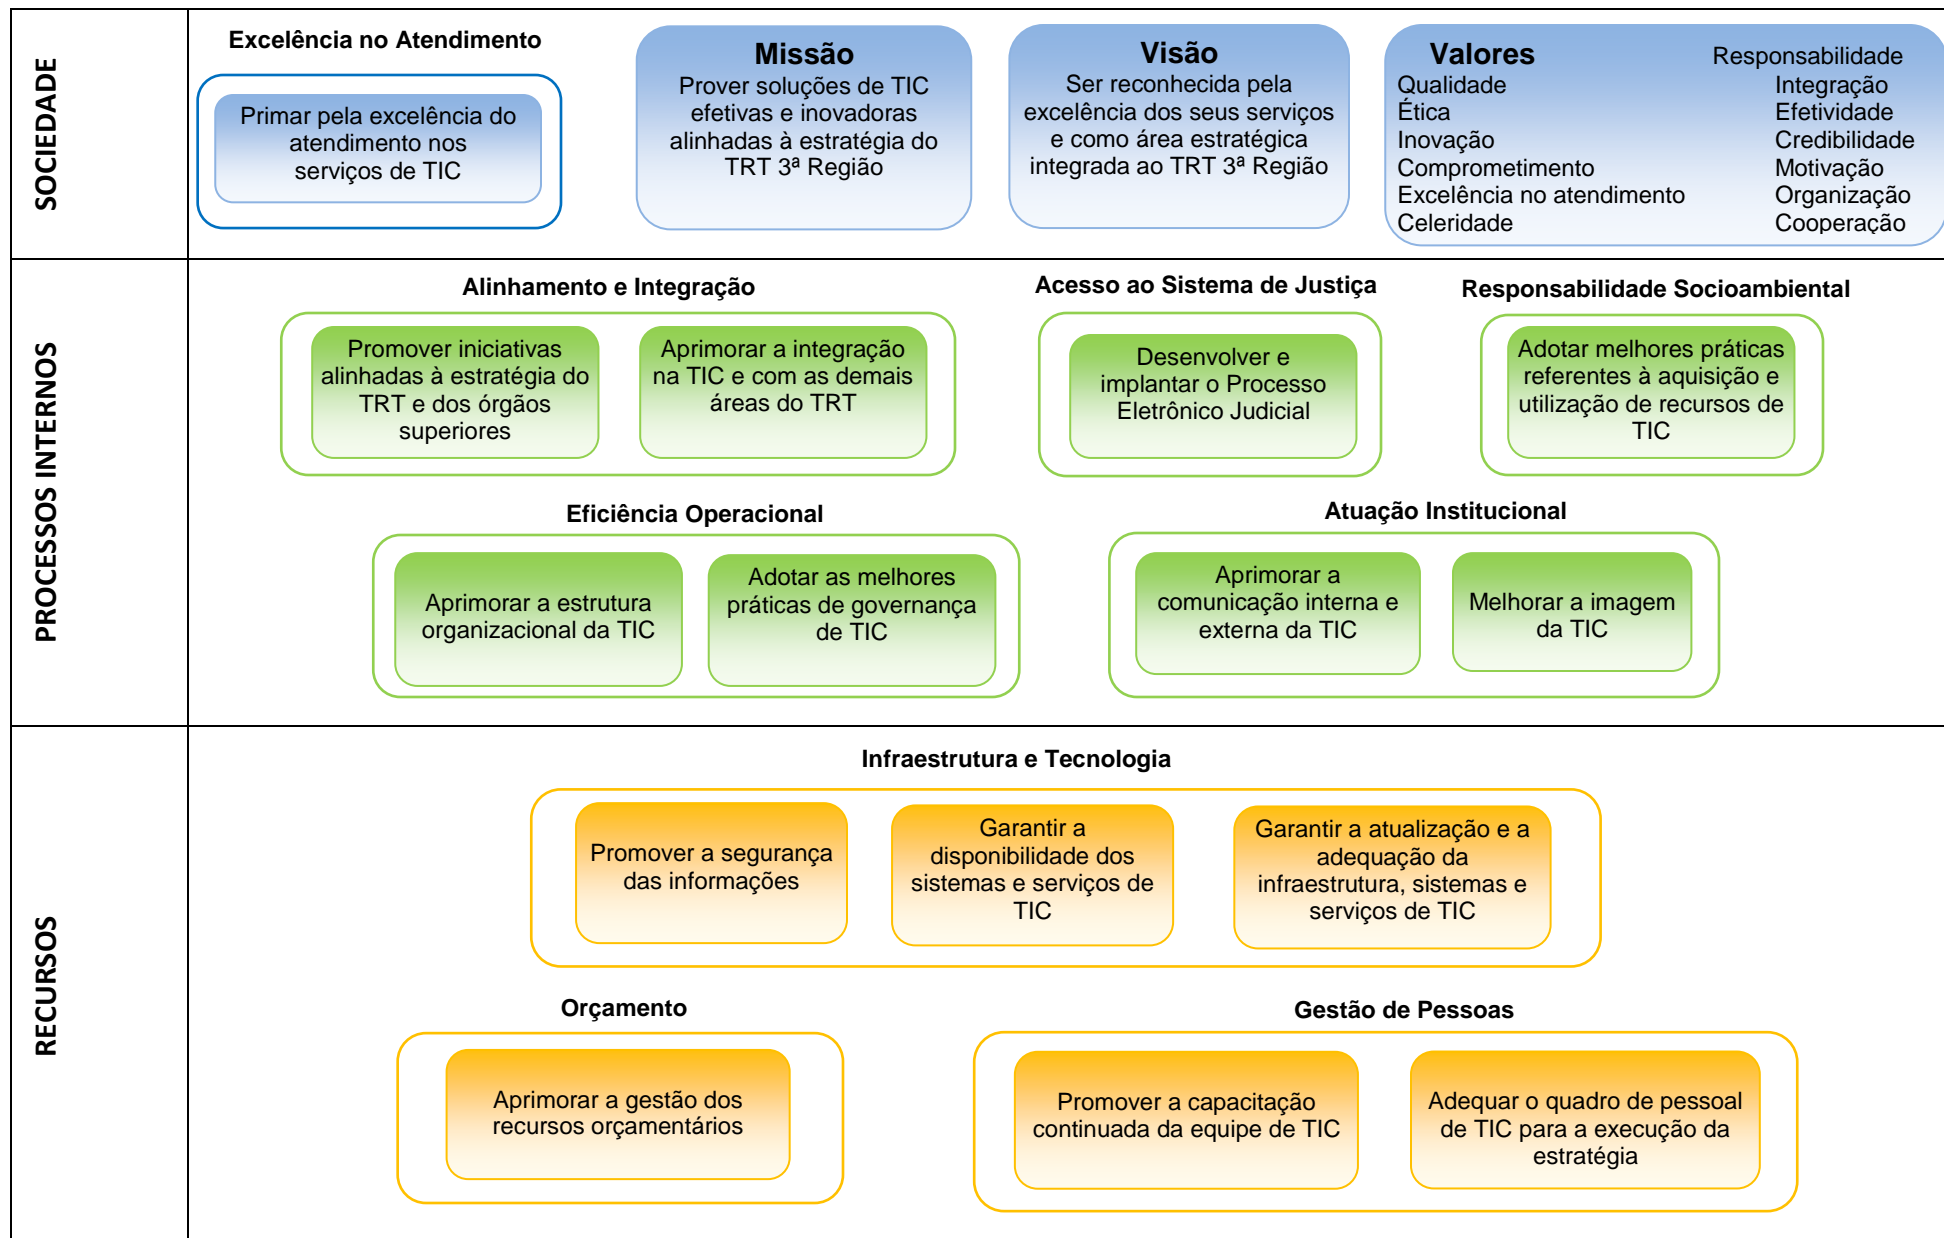 SOCIEDADE
Excelência no Atendimento
Primar pela excelência do
atendimento nos
serviços de TIC
Missão
Prover soluções de TIC
efetivas e inovadoras
alinhadas à estratégia do
TRT 3ª Região
Visão
Ser reconhecida pela
excelência dos seus serviços
e como área estratégica
integrada ao TRT 3ª Região
Valores
Responsabilidade
Qualidade
Integração
Ética
Efetividade
Inovação
Credibilidade
Comprometimento
Motivação
Excelência no atendimento
Organização
Celeridade
Cooperação
PROCESSOS INTERNOS
Alinhamento e Integração
Promover iniciativas
alinhadas à estratégia do
TRT e dos órgãos
superiores
Aprimorar a integração
na TIC e com as demais
áreas do TRT
Acesso ao Sistema de Justiça
Desenvolver e
implantar o Processo
Eletrônico Judicial
Responsabilidade Socioambiental
Adotar melhores práticas
referentes à aquisição e
utilização de recursos de
TIC
Eficiência Operacional
Aprimorar a estrutura
organizacional da TIC
Adotar as melhores
práticas de governança
de TIC
Atuação Institucional
Aprimorar a
comunicação interna e
externa da TIC
Melhorar a imagem
da TIC
RECURSOS
Infraestrutura e Tecnologia
Promover a segurança
das informações
Garantir a
disponibilidade dos
sistemas e serviços de
TIC
Garantir a atualização e a
adequação da
infraestrutura, sistemas e
serviços de TIC
Orçamento
Aprimorar a gestão dos
recursos orçamentários
Gestão de Pessoas
Promover a capacitação
continuada da equipe de TIC
Adequar o quadro de pessoal
de TIC para a execução da
estratégia